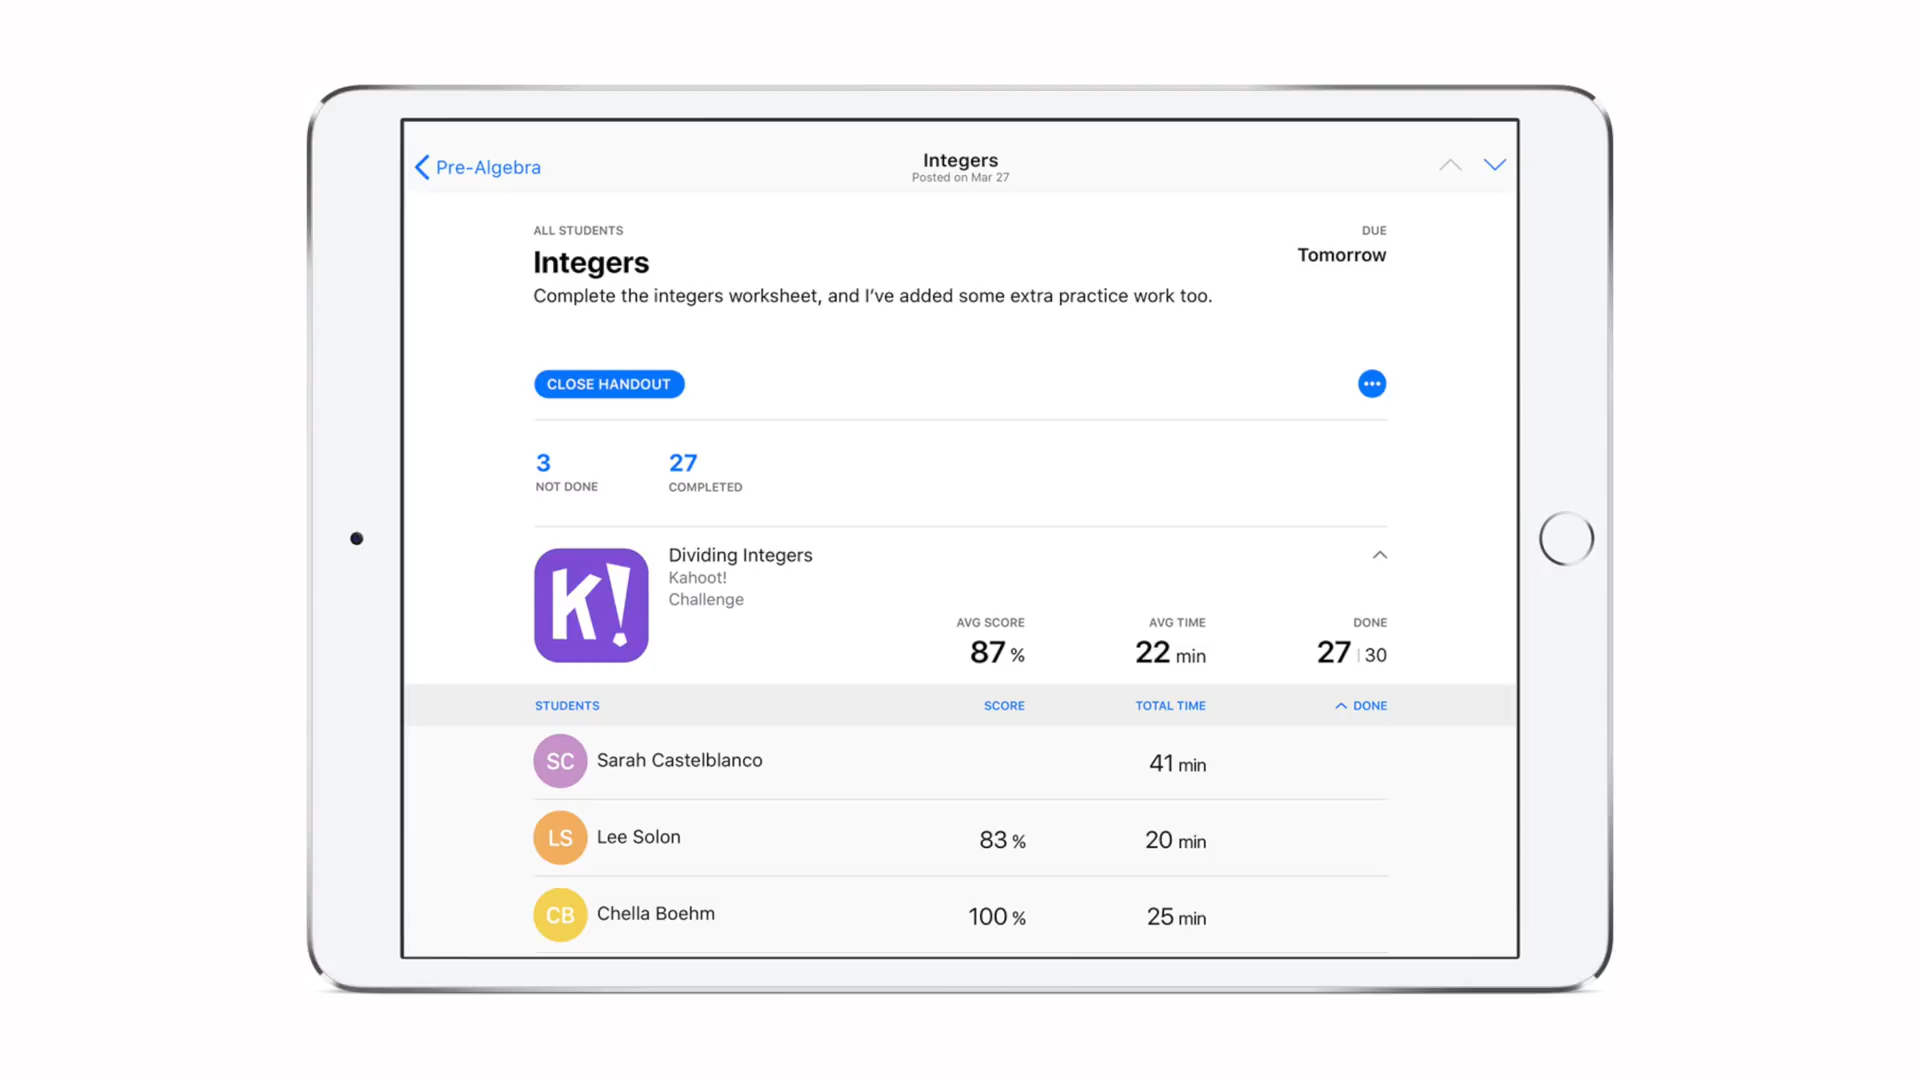 Pre-Algebra
Integers
Posted on Mar 27
ALL STUDENTS
DUE
Integers
Tomorrow
Complete the integers worksheet, and I’ve added some extra practice work too.
CLOSE HANDOUT
3
27
NOT DONE
COMPLETED
K!
Dividing Integers
Kahoot!
Challenge
AVG SCORE
AVG TIME
DONE
87 %
22 min
27 | 30
STUDENTS
SCORE
TOTAL TIME
DONE
SC
Sarah Castelblanco
41 min
LS
Lee Solon
83 %
20 min
CB
Chella Boehm
100 %
25 min